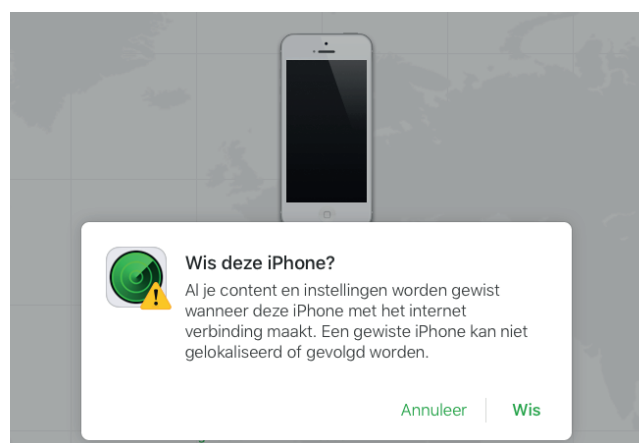 Wis deze iPhone?
Al je content en instellingen worden gewist
wanneer deze iPhone met het internet
verbinding maakt. Een gewiste iPhone kan niet
gelokaliseerd of gevolgd worden.
Annuleer
Wis